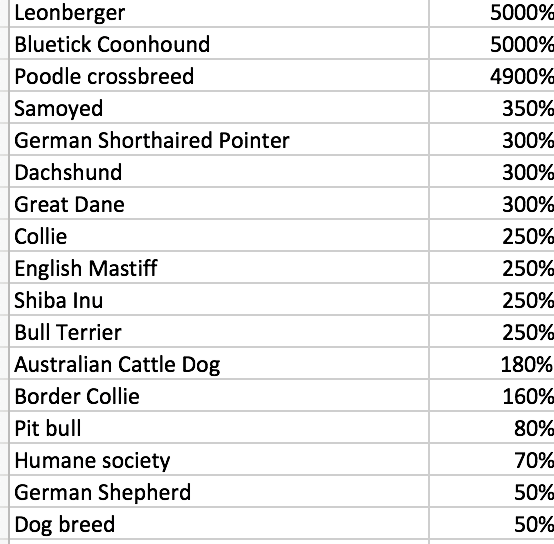 Leonberger 5000%
Bluetick Coonhound 5000%
Poodle crossbreed 4900%
Samoyed 350%
German Shorthaired Pointer 300%
Dachshund 300%
Great Dane 300%
Collie 250%
English Mastiff 250%
Shiba Inu 250%
Bull Terrier 250%
Australian Cattle Dog 180%
Border Collie 160%
Pit bull 80%
Humane society 70%
German Shepherd 50%
Dog breed 50%